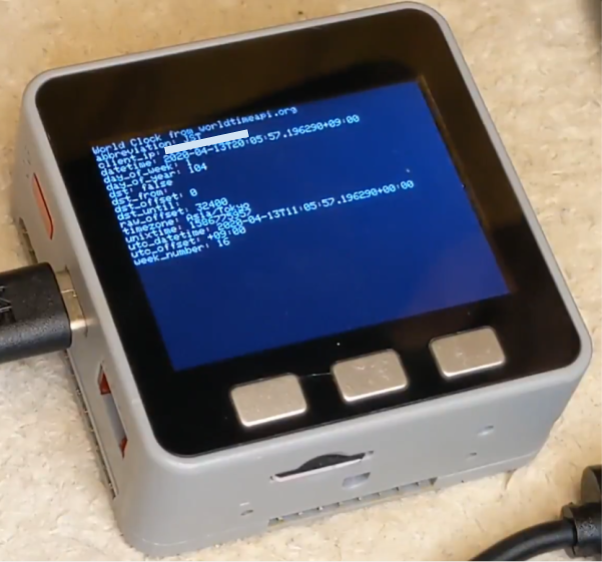 World Clock from worldtimeapi.org
abbreviation: JST
client_ip:
datetime: 2020-04-13T20:05:57.196290+09:00
day_of_week:
day_of_year: 104
dst: false
dst_from:
dst_offset: 0
dst_until:
raw_offset: 32400
timezone: Asia/Tokyo
unixtime:
utc_datetime: 2020-04-13T11:05:57.196290+00:00
utc_offset: +09:00
week_number: 16